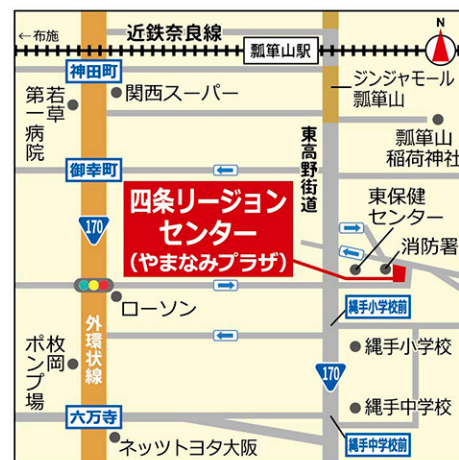 ←布施
近鉄奈良線
瓢箪山駅
N
神田町
関西スーパー
ジンジャモール
瓢箪山
若草
第一病院
東高野街道
瓢箪山
稲荷神社
御幸町
四条リージョン
センター
(やまなみプラザ)
東保健
センター
消防署
170
ローソン
縄手小学校前
外環状線
枚岡
ポンプ場
縄手小学校
170
六万寺
縄手中学校
ネッツトヨタ大阪
縄手中学校前